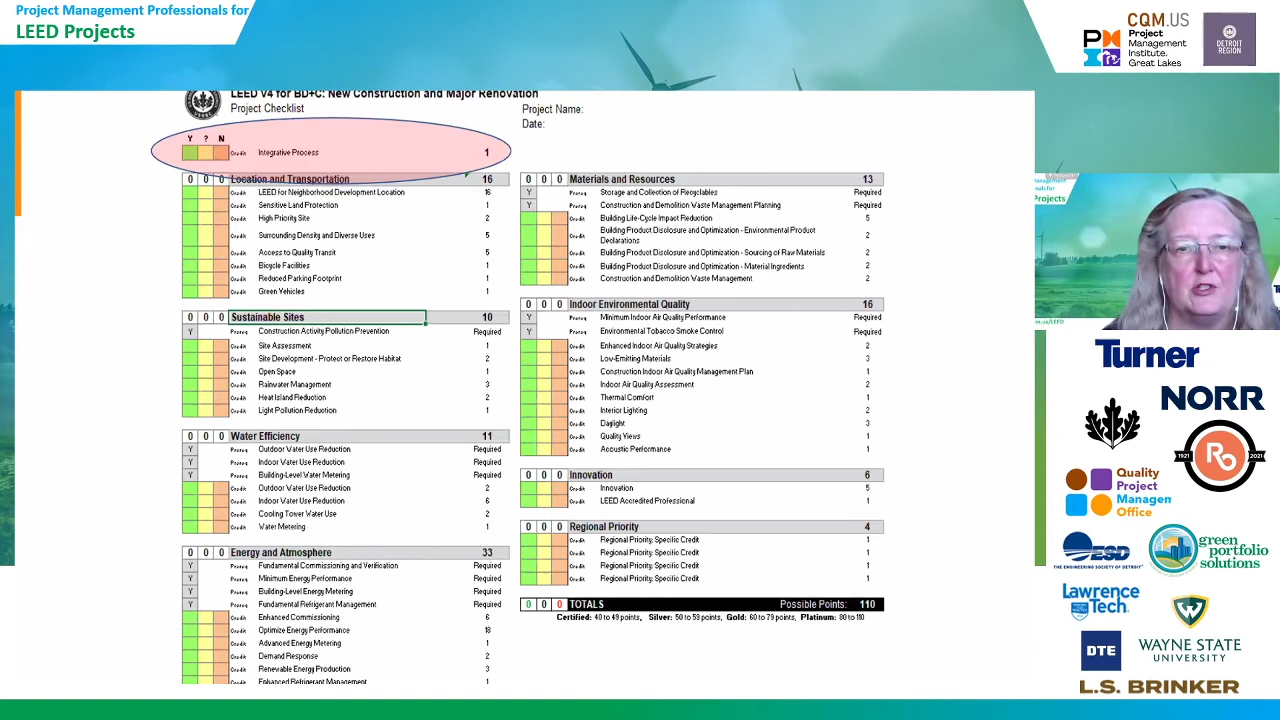 Project Management Professionals for
LEED Projects
CQM.US
Project
Management
Institute.
Great Lakes
DETROIT
REGION
LEED v4 for BD+C: New Construction and Major Renovation
Project Checklist
Project Name:
Date:
Y ? N
Credit Integrative Process 1
0 0 0 Location and Transportation 16
Credit LEED for Neighborhood Development Location 16
Credit Sensitive Land Protection 1
Credit High Priority Site 2
Credit Surrounding Density and Diverse Uses 5
Credit Access to Quality Transit 5
Credit Bicycle Facilities 1
Credit Reduced Parking Footprint 1
Credit Green Vehicles 1
0 0 0 Sustainable Sites 10
Y Prereq Construction Activity Pollution Prevention Required
Credit Site Assessment 1
Credit Site Development - Protect or Restore Habitat 2
Credit Open Space 1
Credit Rainwater Management 3
Credit Heat Island Reduction 2
Credit Light Pollution Reduction 1
0 0 0 Water Efficiency 11
Y Prereq Outdoor Water Use Reduction Required
Y Prereq Indoor Water Use Reduction Required
Y Prereq Building-Level Water Metering Required
Credit Outdoor Water Use Reduction 2
Credit Indoor Water Use Reduction 6
Credit Cooling Tower Water Use 2
Credit Water Metering 1
0 0 0 Energy and Atmosphere 33
Y Prereq Fundamental Commissioning and Verification Required
Y Prereq Minimum Energy Performance Required
Y Prereq Building-Level Energy Metering Required
Y Prereq Fundamental Refrigerant Management Required
Credit Enhanced Commissioning 6
Credit Optimize Energy Performance 18
Credit Advanced Energy Metering 1
Credit Demand Response 2
Credit Renewable Energy Production 3
Credit Enhanced Refrigerant Management 1
0 0 0 Materials and Resources 13
Y Prereq Storage and Collection of Recyclables Required
Y Prereq Construction and Demolition Waste Management Planning Required
Credit Building Life-Cycle Impact Reduction 5
Credit Building Product Disclosure and Optimization - Environmental Product
Declarations 2
Credit Building Product Disclosure and Optimization - Sourcing of Raw Materials 2
Credit Building Product Disclosure and Optimization - Material Ingredients 2
Credit Construction and Demolition Waste Management 2
0 0 0 Indoor Environmental Quality 16
Y Prereq Minimum Indoor Air Quality Performance Required
Y Prereq Environmental Tobacco Smoke Control Required
Credit Enhanced Indoor Air Quality Strategies 2
Credit Low-Emitting Materials 3
Credit Construction Indoor Air Quality Management Plan 1
Credit Indoor Air Quality Assessment 2
Credit Thermal Comfort 1
Credit Interior Lighting 2
Credit Daylight 3
Credit Quality Views 1
Credit Acoustic Performance 1
0 0 0 Innovation 6
Credit Innovation 5
Credit LEED Accredited Professional 1
0 0 0 Regional Priority 4
Credit Regional Priority: Specific Credit 1
Credit Regional Priority: Specific Credit 1
Credit Regional Priority: Specific Credit 1
Credit Regional Priority: Specific Credit 1
0 0 0 TOTALS Possible Points: 110
Certified: 40 to 49 points, Silver: 50 to 59 points, Gold: 60 to 79 points, Platinum: 80 to 110
Projects
Turner
NORR
1921 Ro 2021
Quality
Project
Managen
Office
ESD
THE ENGINEERING SOCIETY OF DETROIT
green portfolio
solutions
Lawrence
Tech
DTE
WAYNE STATE
UNIVERSITY
L.S. BRINKER